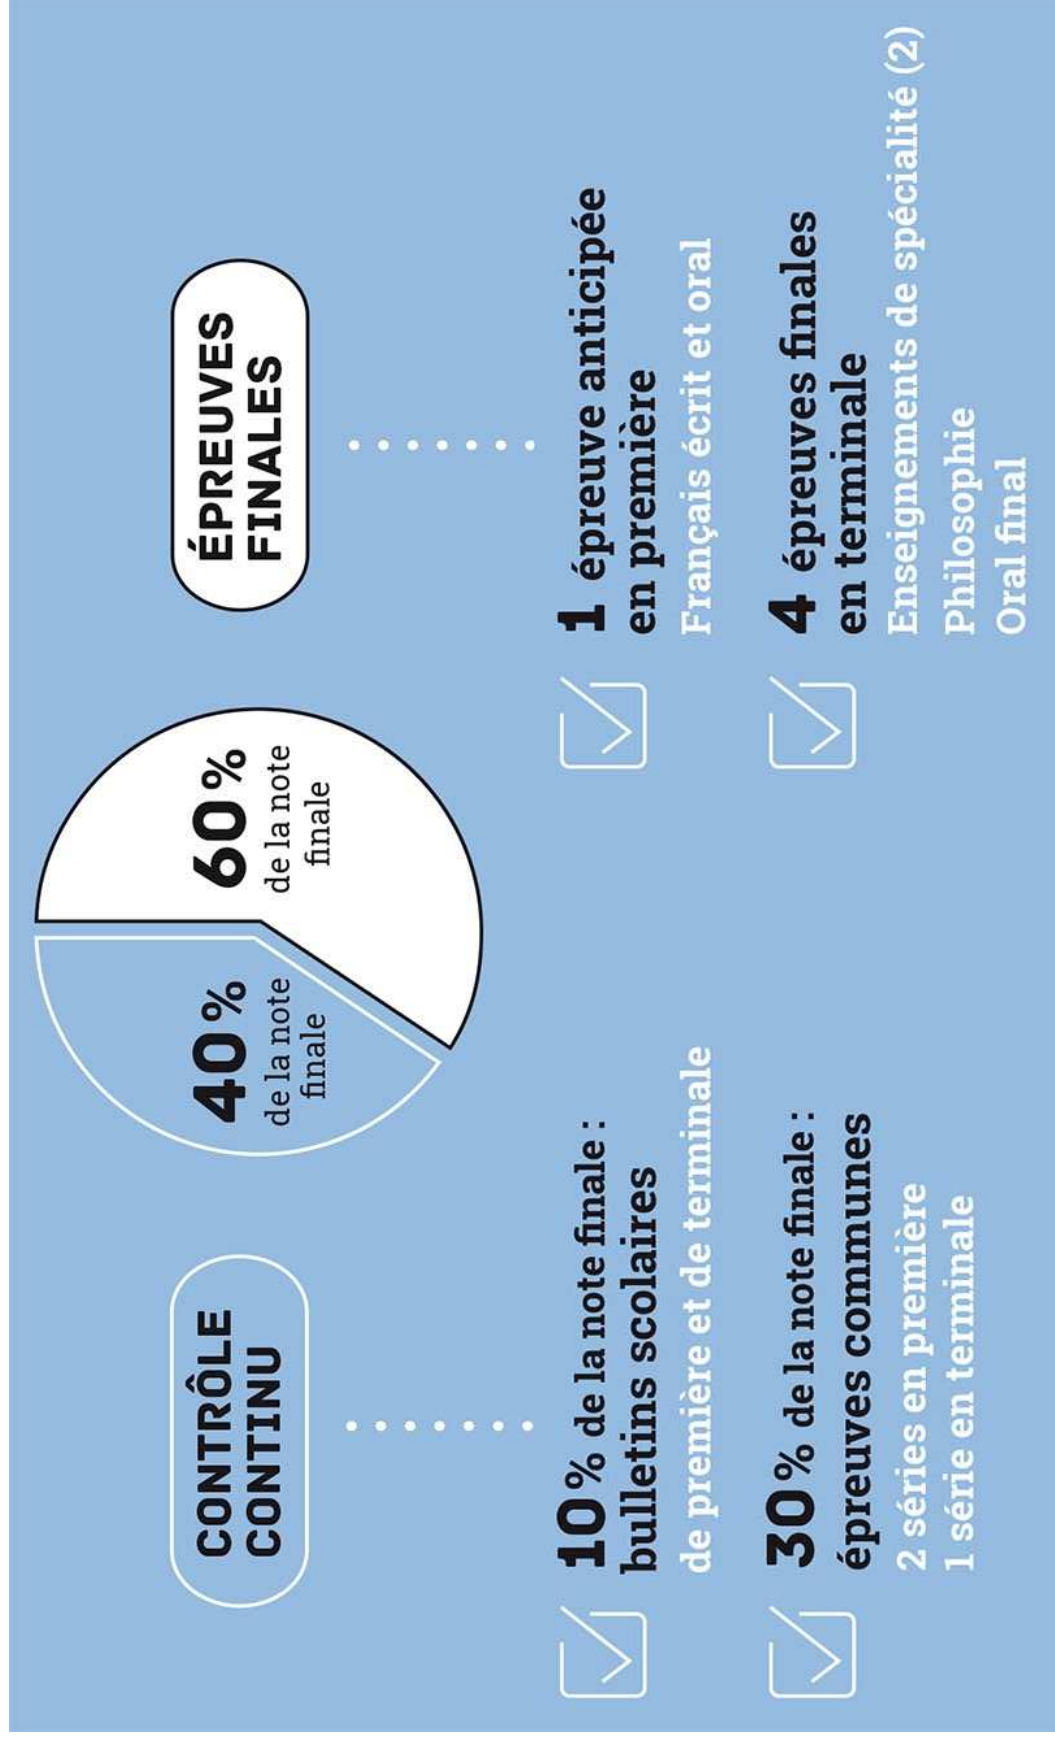 40%
de la note
finale
60%
de la note
finale
CONTRÔLE
CONTINU
10% de la note finale :
bulletins scolaires
de première et de terminale
30% de la note finale :
épreuves communes
2 séries en première
1 série en terminale
ÉPREUVES
FINALES
1 épreuve anticipée
en première
Français écrit et oral
4 épreuves finales
en terminale
Enseignements de spécialité (2)
Philosophie
Oral final